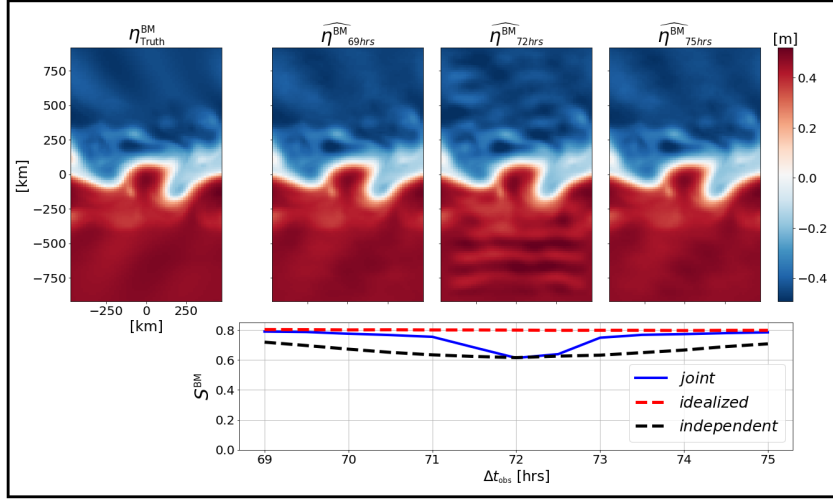 η^BM_Truth
η^BM_69hrs
η^BM_72hrs
η^BM_75hrs
[m]
750
500
250
0
−250
−500
−750
[km]
−250 0 250
[km]
0.4
0.2
0.0
−0.2
−0.4
0.8
0.6
0.4
0.2
0.0
S^BM
joint
idealized
independent
69 70 71 72 73 74 75
Δt_obs [hrs]